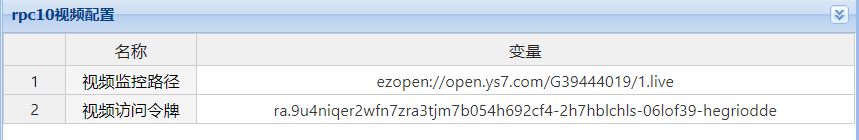 rpc10视频配置
名称 变量
1 视频监控路径 ezopen://open.ys7.com/G39444019/1.live
2 视频访问令牌 ra.9u4niqer2wfn7zra3tjm7b054h692cf4-2h7hblchls-06lof39-hegriodde